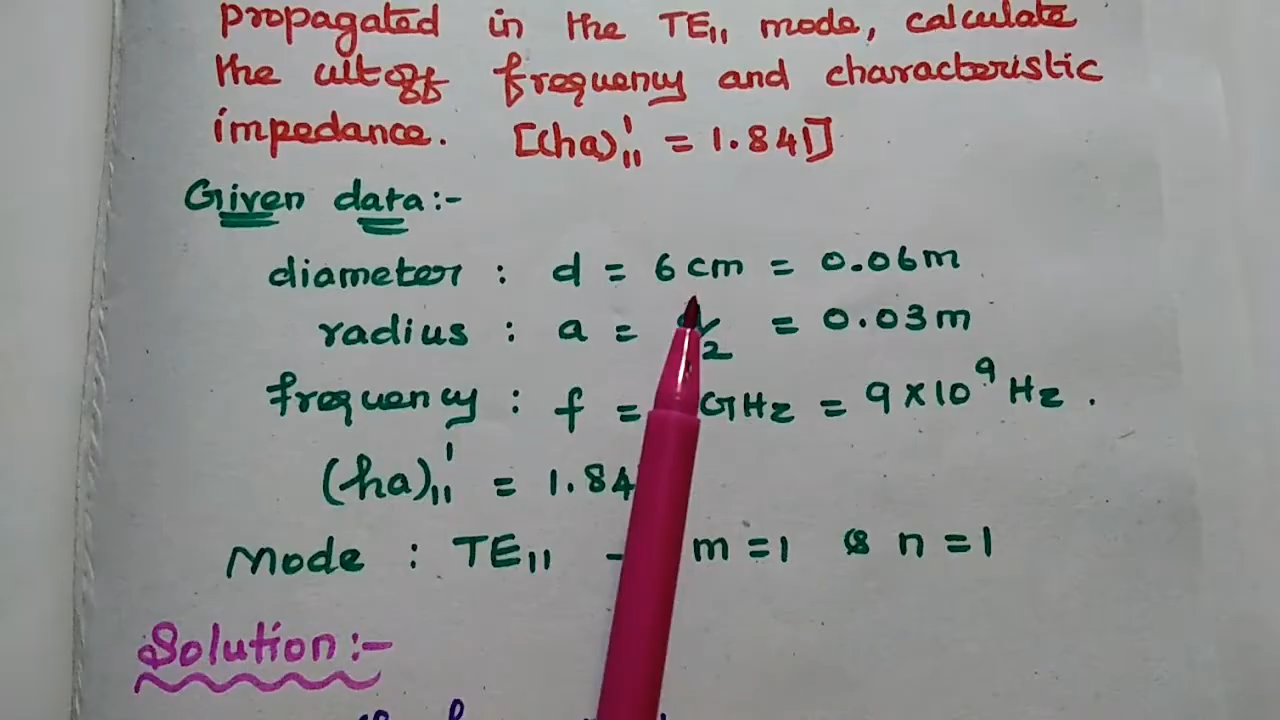 propagated in the TE₁₁ mode, calculate
the cutoff frequency and characteristic
impedance. [(ha)'₁₁ = 1.841]
Given data:-
diameter : d = 6cm = 0.06m
radius : a = /2 = 0.03m
frequency : f = GHz = 9×10⁹ Hz.
(ha)'₁₁ = 1.84
Mode : TE₁₁ - m=1 & n=1
Solution:-